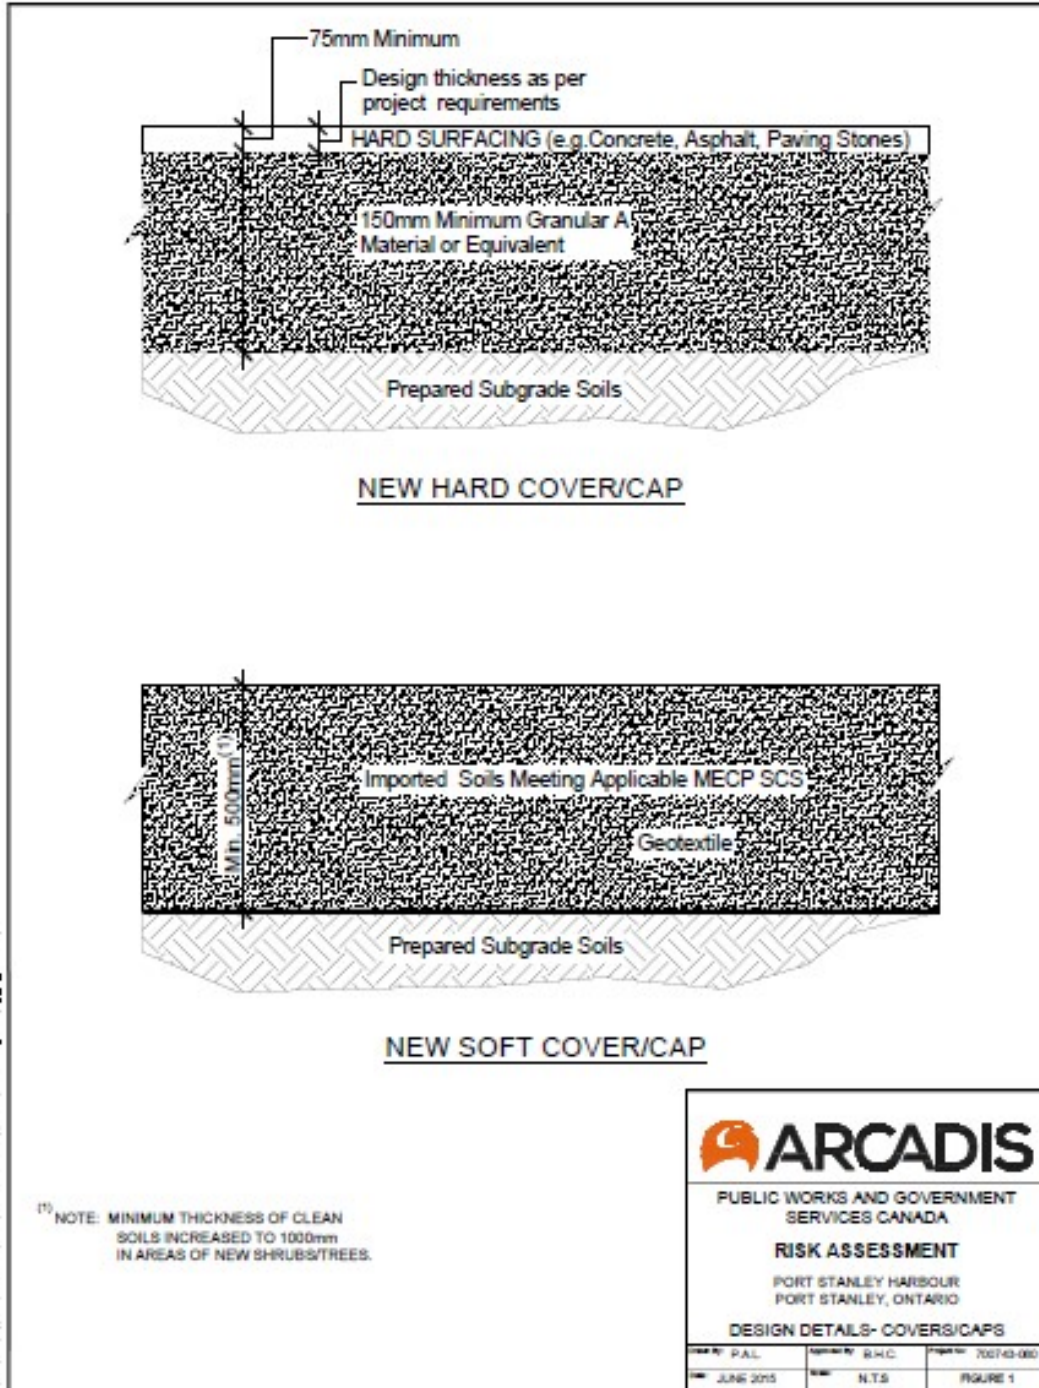 75mm Minimum
Design thickness as per
project requirements
HARD SURFACING (e.g.Concrete, Asphalt, Paving Stones)
150mm Minimum Granular A
Material or Equivalent
Prepared Subgrade Soils
NEW HARD COVER/CAP
Min. 500mm(1)
Imported Soils Meeting Applicable MECP SCS
Geotextile
Prepared Subgrade Soils
NEW SOFT COVER/CAP
(1) NOTE: MINIMUM THICKNESS OF CLEAN
SOILS INCREASED TO 1000mm
IN AREAS OF NEW SHRUBS/TREES.
ARCADIS
PUBLIC WORKS AND GOVERNMENT
SERVICES CANADA
RISK ASSESSMENT
PORT STANLEY HARBOUR
PORT STANLEY, ONTARIO
DESIGN DETAILS- COVERS/CAPS
P.A.L. Approved By B.H.C. Project No
JUNE 2015 N.T.S FIGURE 1